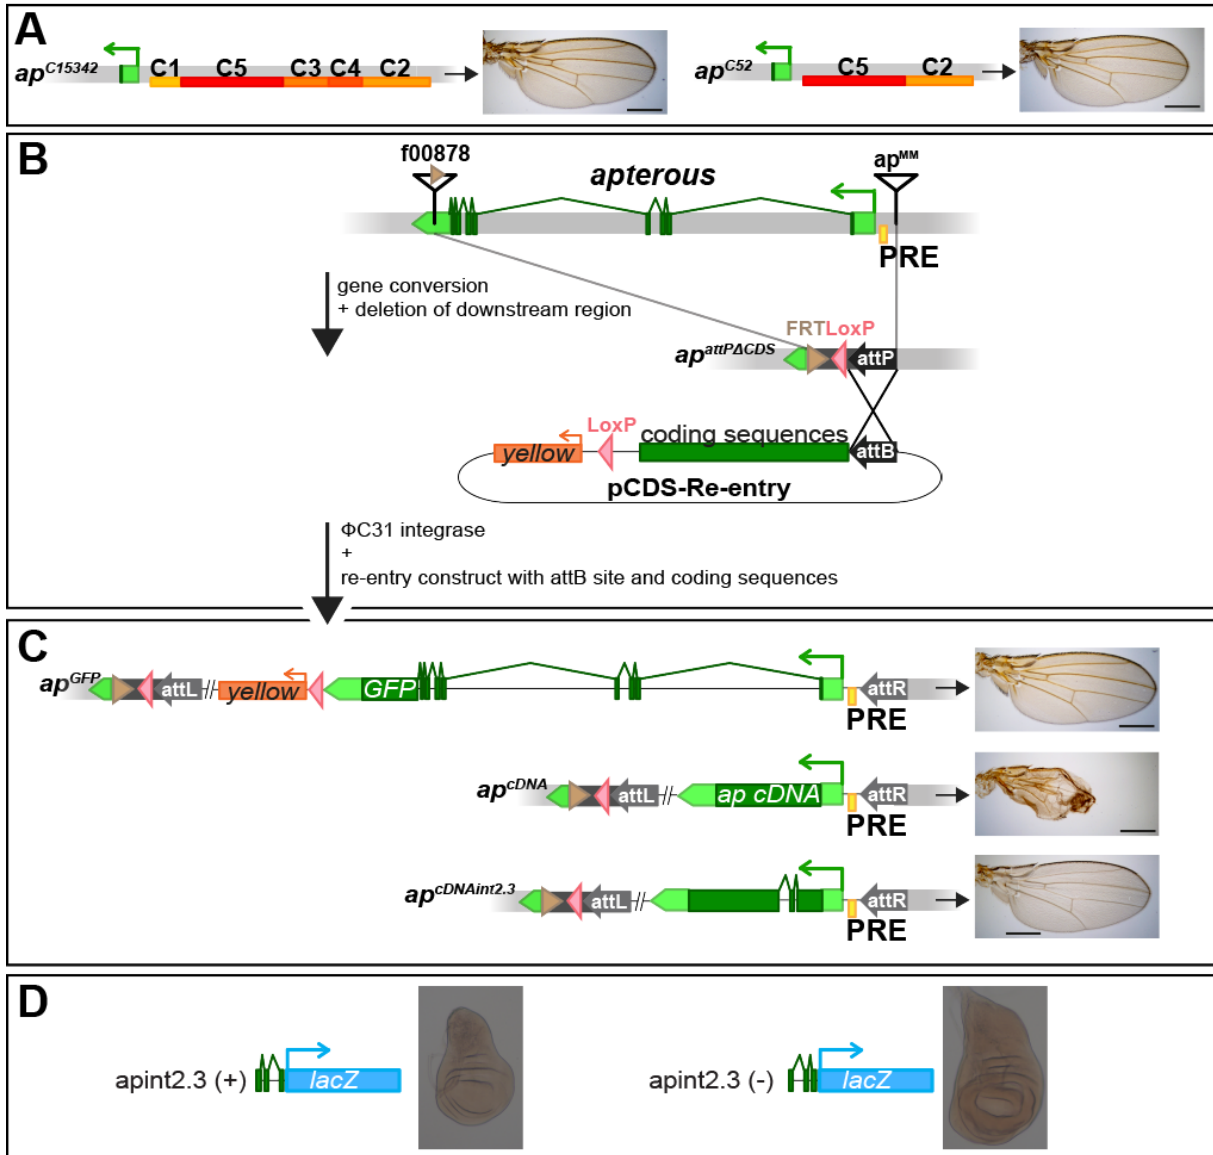 A
ap^C15342
C1 C5 C3 C4 C2
ap^C52
C5 C2
B
f00878
apterous
ap^MM
PRE
gene conversion
+ deletion of downstream region
FRT LoxP
ap^attPΔCDS
attP
LoxP
coding sequences
yellow
attB
pCDS-Re-entry
ΦC31 integrase
+
re-entry construct with attB site and coding sequences
C
ap^GFP
attL // yellow GFP
attR
PRE
ap^cDNA
attL // ap cDNA
attR
PRE
ap^cDNAint2.3
attL //
attR
PRE
D
apint2.3 (+) lacZ
apint2.3 (-) lacZ